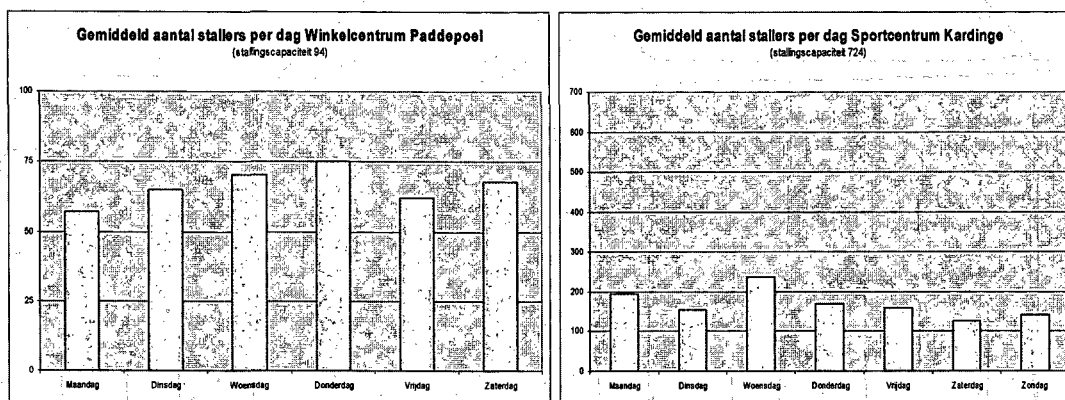 Gemiddeld aantal stallers per dag Winkelcentrum Paddepoel
(stallingscapaciteit 94)
100
75
50
25
0
Maandag Dinsdag Woensdag Donderdag Vrijdag Zaterdag
Gemiddeld aantal stallers per dag Sportcentrum Kardinge
(stallingscapaciteit 724)
700
600
500
400
300
200
100
0
Maandag Dinsdag Woensdag Donderdag Vrijdag Zaterdag Zondag